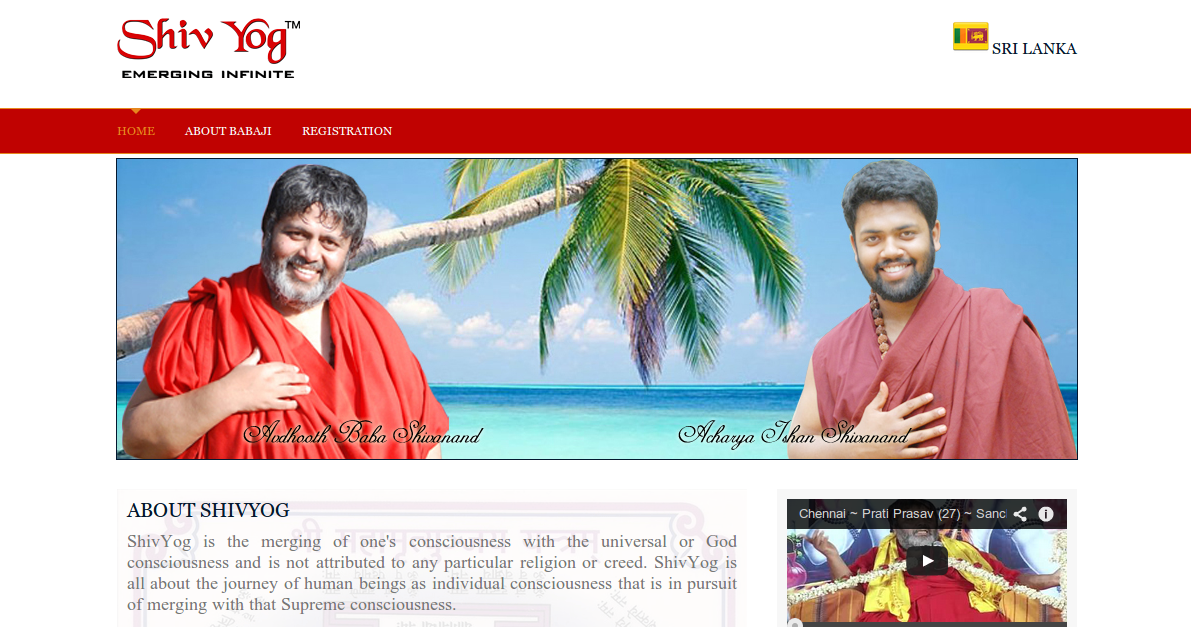 Shiv Yog™
EMERGING INFINITE
SRI LANKA
HOME ABOUT BABAJI REGISTRATION
Avdhooth Baba Shivanand
Acharya Ishan Shivanand
ABOUT SHIVYOG
ShivYog is the merging of one's consciousness with the universal or God
consciousness and is not attributed to any particular religion or creed. ShivYog is
all about the journey of human beings as individual consciousness that is in pursuit
of merging with that Supreme consciousness.
Chennai ~ Prati Prasav (27) ~ Sanc